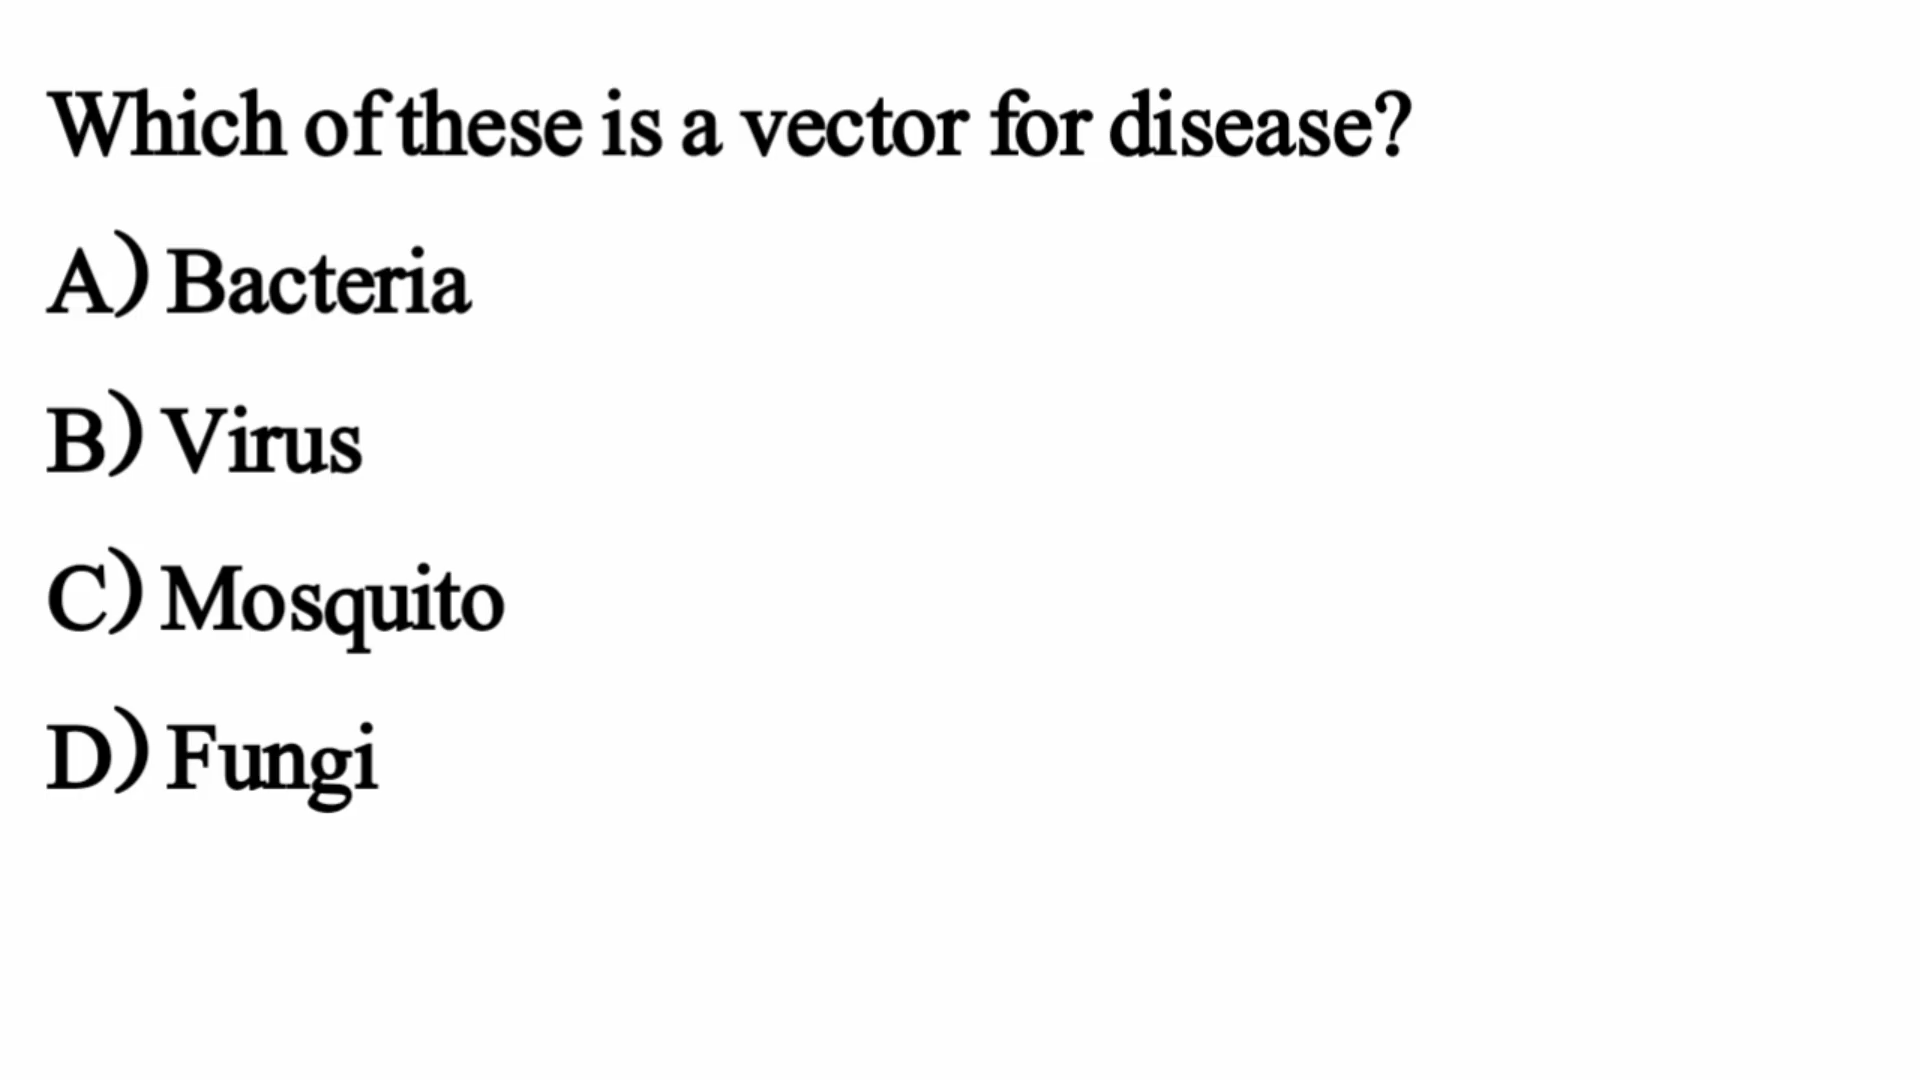 Which of these is a vector for disease?
A) Bacteria
B) Virus
C) Mosquito
D) Fungi